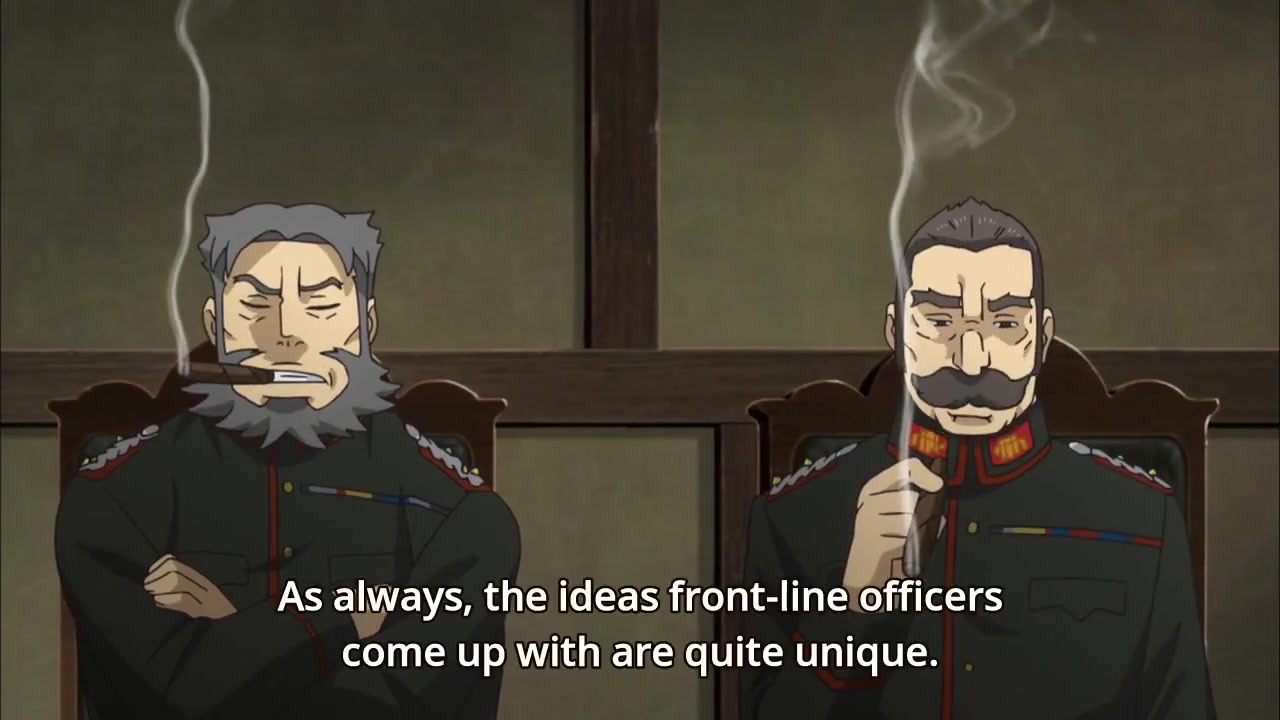 As always, the ideas front-line officers
come up with are quite unique.